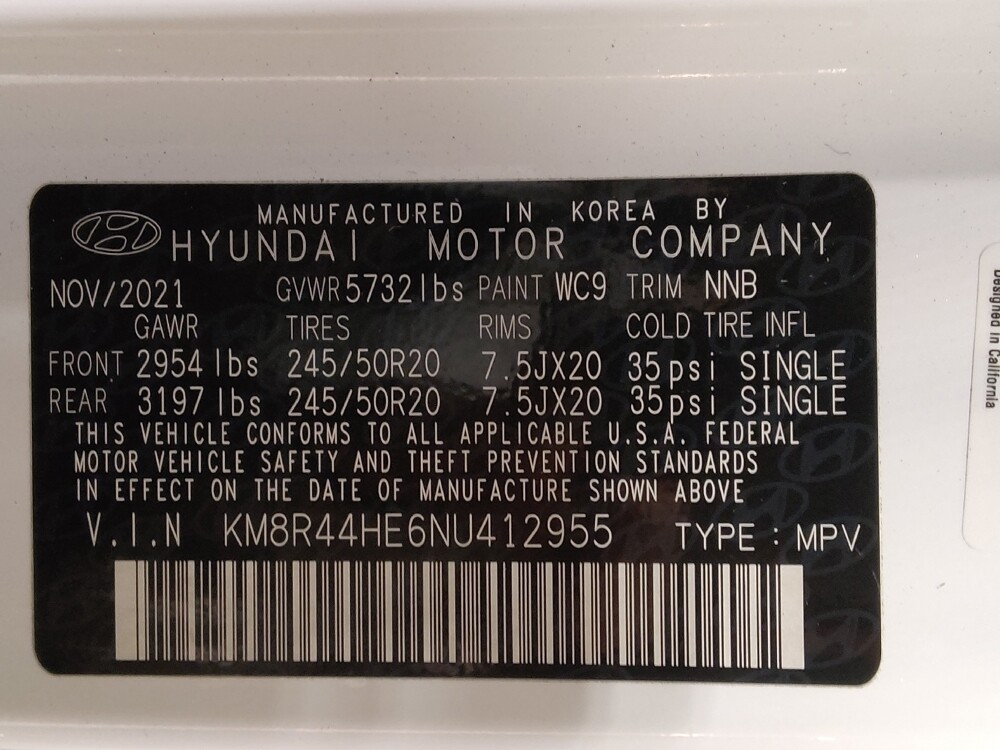 MANUFACTURED IN KOREA BY
HYUNDAI MOTOR COMPANY
NOV/2021 GVWR 5732 lbs PAINT WC9 TRIM NNB
GAWR TIRES RIMS COLD TIRE INFL
FRONT 2954 lbs 245/50R20 7.5JX20 35psi SINGLE
REAR 3197 lbs 245/50R20 7.5JX20 35psi SINGLE
THIS VEHICLE CONFORMS TO ALL APPLICABLE U.S.A. FEDERAL
MOTOR VEHICLE SAFETY AND THEFT PREVENTION STANDARDS
IN EFFECT ON THE DATE OF MANUFACTURE SHOWN ABOVE
V.I.N KM8R44HE6NU412955 TYPE : MPV
Designed in California